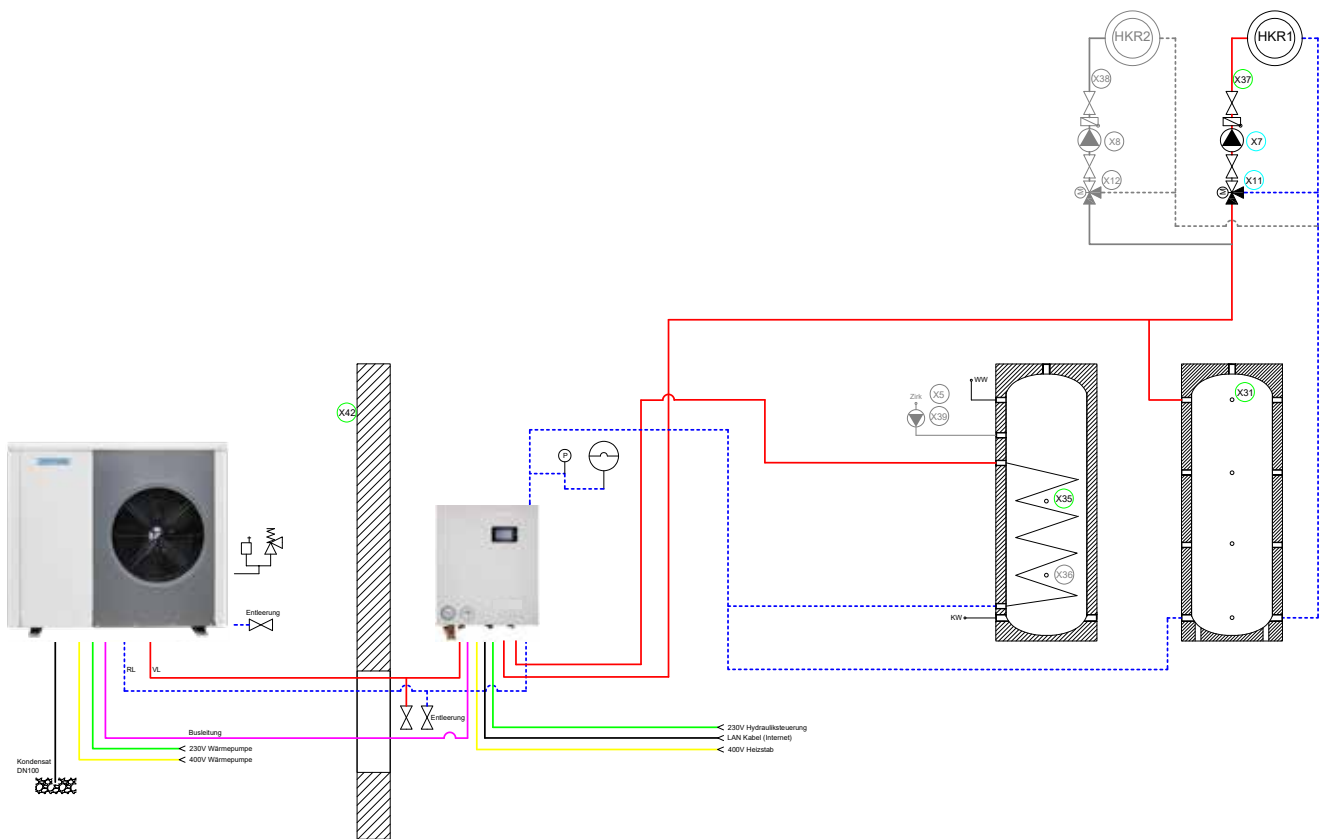 HKR2
HKR1
X38
X37
X8
X7
X12
X11
M
M
WW
X5
Zirk
X39
X31
X42
P
X35
X36
Entleerung
KW
RL
VL
Entleerung
Busleitung
230V Hydrauliksteuerung
LAN Kabel (Internet)
230V Wärmepumpe
400V Heizstab
400V Wärmepumpe
Kondensat
DN100